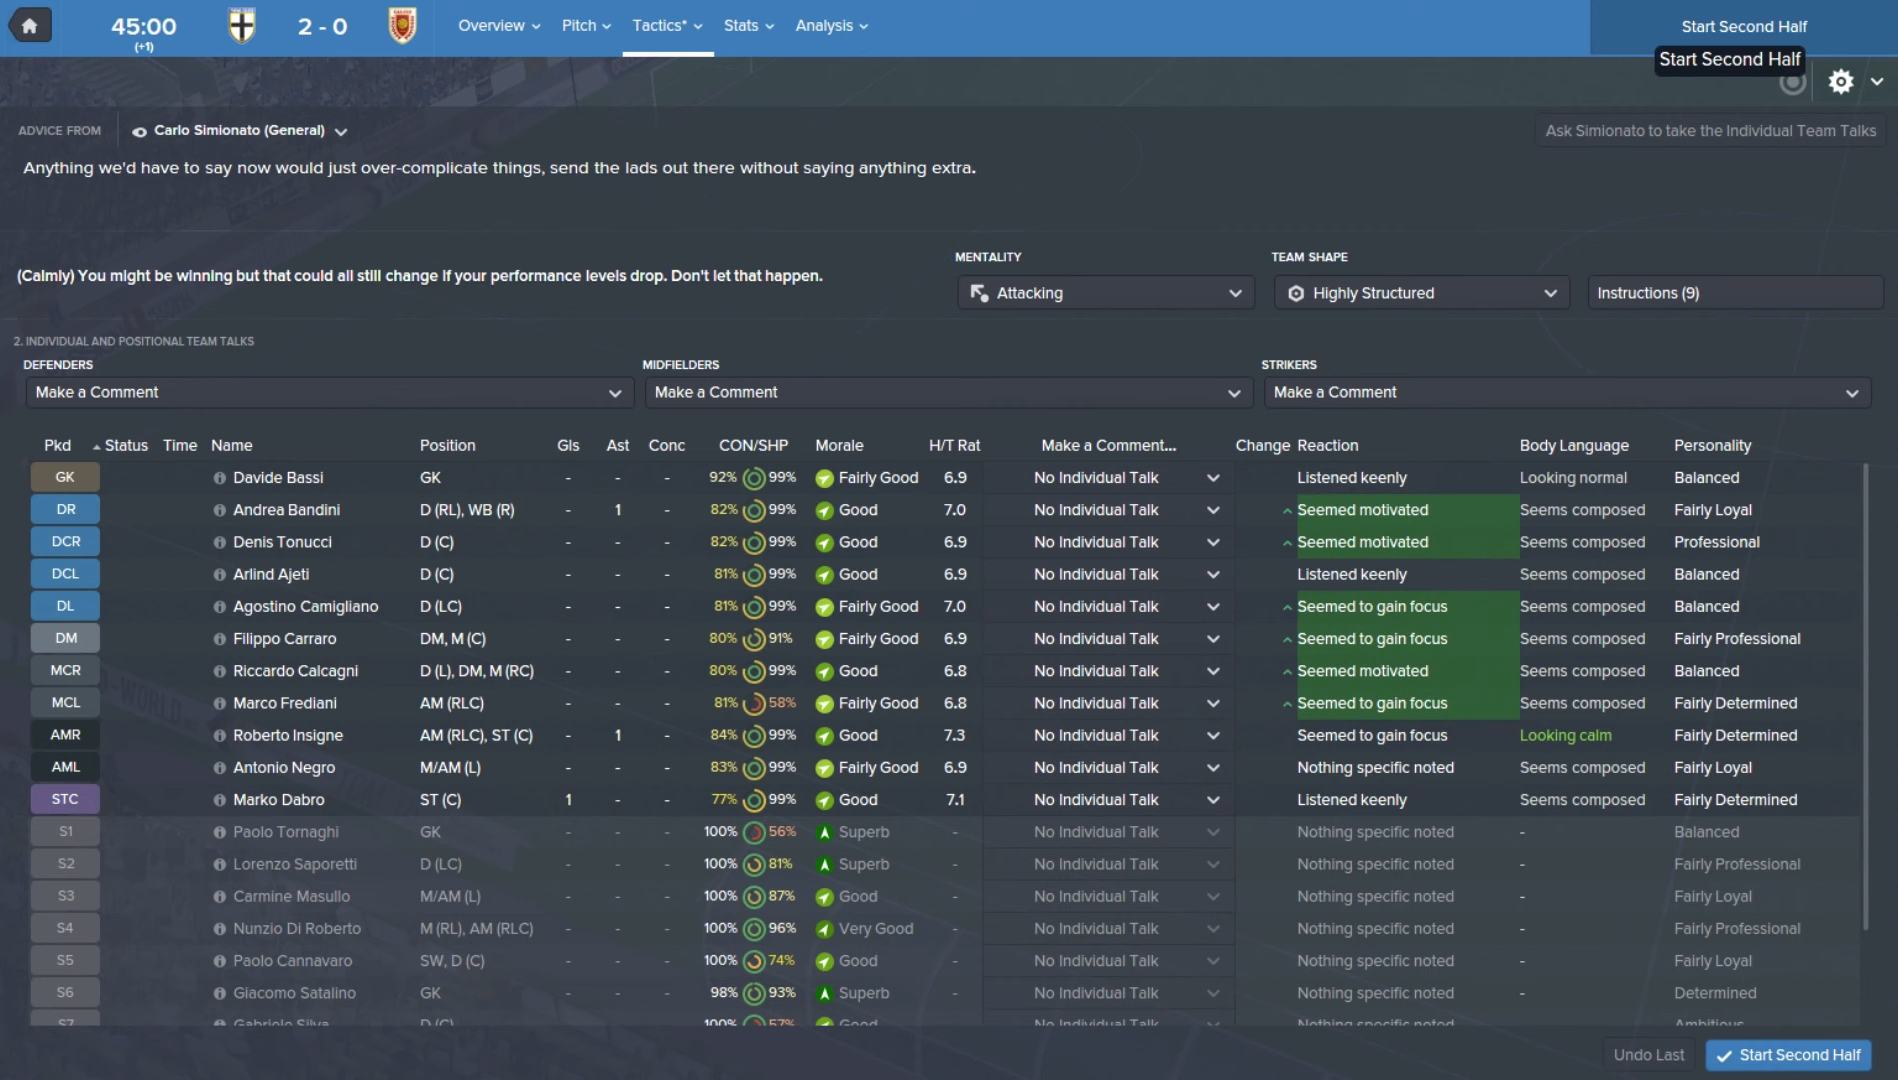 45:00
(+1)
2 - 0
Overview
Pitch
Tactics*
Stats
Analysis
Start Second Half
Start Second Half
ADVICE FROM
Carlo Simionato (General)
Ask Simionato to take the Individual Team Talks
Anything we'd have to say now would just over-complicate things, send the lads out there without saying anything extra.
(Calmly) You might be winning but that could all still change if your performance levels drop. Don't let that happen.
MENTALITY
Attacking
TEAM SHAPE
Highly Structured
Instructions (9)
2. INDIVIDUAL AND POSITIONAL TEAM TALKS
DEFENDERS
Make a Comment
MIDFIELDERS
Make a Comment
STRIKERS
Make a Comment
Pkd Status Time Name Position Gls Ast Conc CON/SHP Morale H/T Rat Make a Comment... Change Reaction Body Language Personality
GK Davide Bassi GK - - - 92% 99% Fairly Good 6.9 No Individual Talk Listened keenly Looking normal Balanced
DR Andrea Bandini D (RL), WB (R) - 1 - 82% 99% Good 7.0 No Individual Talk Seemed motivated Seems composed Fairly Loyal
DCR Denis Tonucci D (C) - - - 82% 99% Good 6.9 No Individual Talk Seemed motivated Seems composed Professional
DCL Arlind Ajeti D (C) - - - 81% 99% Good 6.9 No Individual Talk Listened keenly Seems composed Balanced
DL Agostino Camigliano D (LC) - - - 81% 99% Fairly Good 7.0 No Individual Talk Seemed to gain focus Seems composed Balanced
DM Filippo Carraro DM, M (C) - - - 80% 91% Fairly Good 6.9 No Individual Talk Seemed to gain focus Seems composed Fairly Professional
MCR Riccardo Calcagni D (L), DM, M (RC) - - - 80% 99% Good 6.8 No Individual Talk Seemed motivated Seems composed Balanced
MCL Marco Frediani AM (RLC) - - - 81% 58% Fairly Good 6.8 No Individual Talk Seemed to gain focus Seems composed Fairly Determined
AMR Roberto Insigne AM (RLC), ST (C) - 1 - 84% 99% Good 7.3 No Individual Talk Seemed to gain focus Looking calm Fairly Determined
AML Antonio Negro M/AM (L) - - - 83% 99% Fairly Good 6.9 No Individual Talk Nothing specific noted Seems composed Fairly Loyal
STC Marko Dabro ST (C) 1 - - 77% 99% Good 7.1 No Individual Talk Listened keenly Seems composed Fairly Determined
S1 Paolo Tornaghi GK - - - 100% 56% Superb - No Individual Talk Nothing specific noted - Balanced
S2 Lorenzo Saporetti D (LC) - - - 100% 81% Superb - No Individual Talk Nothing specific noted - Fairly Professional
S3 Carmine Masullo M/AM (L) - - - 100% 87% Good - No Individual Talk Nothing specific noted - Fairly Loyal
S4 Nunzio Di Roberto M (RL), AM (RLC) - - - 100% 96% Very Good - No Individual Talk Nothing specific noted - Fairly Professional
S5 Paolo Cannavaro SW, D (C) - - - 100% 74% Good - No Individual Talk Nothing specific noted - Fairly Loyal
S6 Giacomo Satalino GK - - - 98% 93% Superb - No Individual Talk Nothing specific noted - Determined
S7 Gabriele Silva D (C) 100% 57% Good No Individual Talk Nothing specific noted Ambitious
Undo Last
Start Second Half